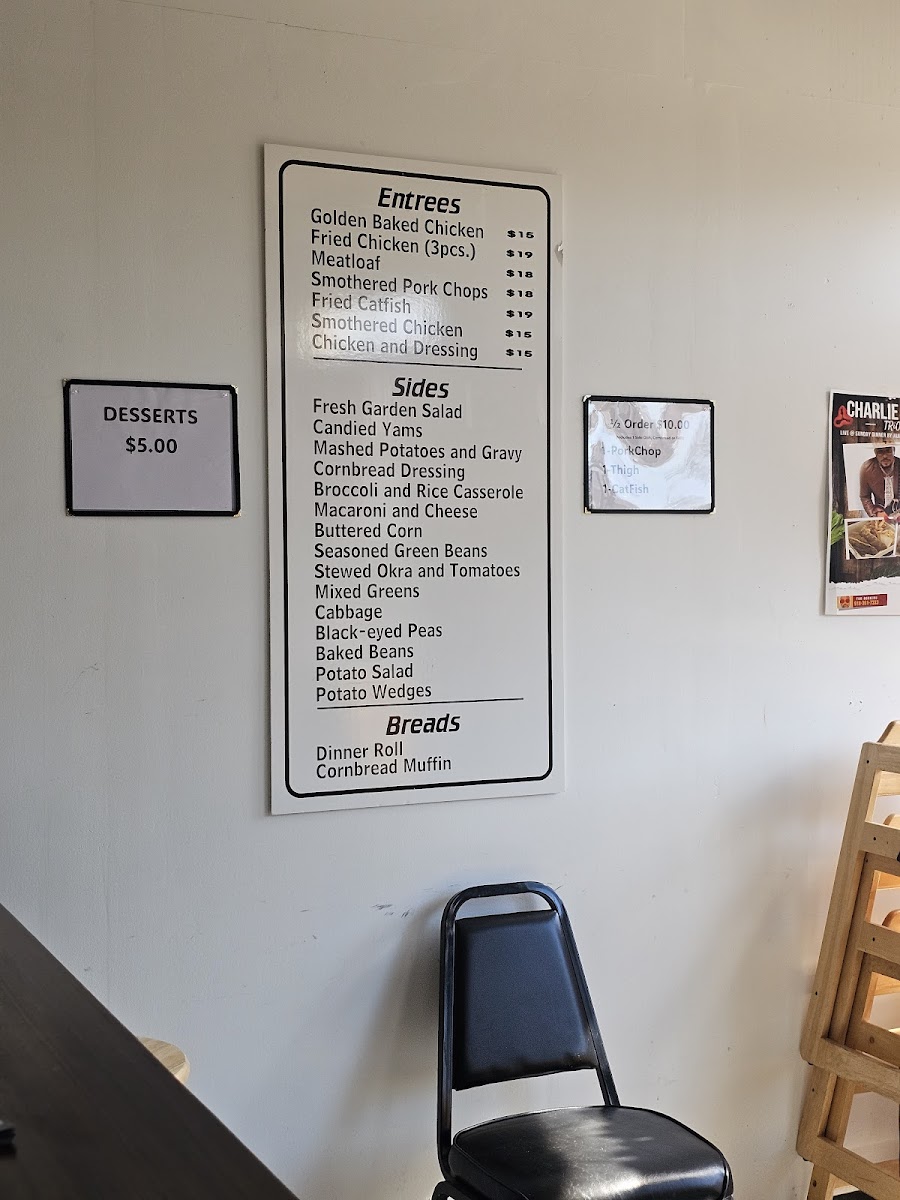 DESSERTS
$5.00
Entrees
Golden Baked Chicken $15
Fried Chicken (3pcs.) $19
Meatloaf $18
Smothered Pork Chops $18
Fried Catfish $19
Smothered Chicken $15
Chicken and Dressing $15
Sides
Fresh Garden Salad
Candied Yams
Mashed Potatoes and Gravy
Cornbread Dressing
Broccoli and Rice Casserole
Macaroni and Cheese
Buttered Corn
Seasoned Green Beans
Stewed Okra and Tomatoes
Mixed Greens
Cabbage
Black-eyed Peas
Baked Beans
Potato Salad
Potato Wedges
Breads
Dinner Roll
Cornbread Muffin
½ Order $10.00
1-PorkChop
1-Thigh
1-CatFish
CHARLIE